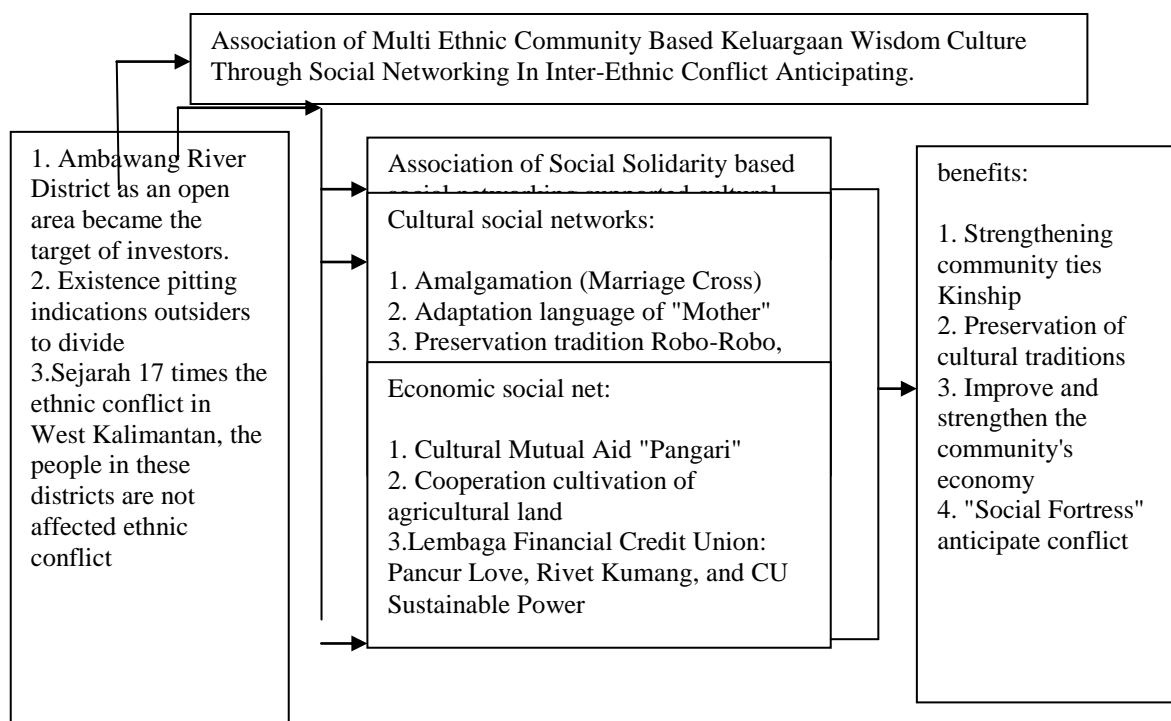 Association of Multi Ethnic Community Based Keluargaan Wisdom Culture
Through Social Networking In Inter-Ethnic Conflict Anticipating.
1. Ambawang River
District as an open
area became the
target of investors.
2. Existence pitting
indications outsiders
to divide
3.Sejarah 17 times the
ethnic conflict in
West Kalimantan, the
people in these
districts are not
affected ethnic
conflict
Association of Social Solidarity based
social networking supported cultural
Cultural social networks:
1. Amalgamation (Marriage Cross)
2. Adaptation language of "Mother"
3. Preservation tradition Robo-Robo,
Economic social net:
1. Cultural Mutual Aid "Pangari"
2. Cooperation cultivation of
agricultural land
3.Lembaga Financial Credit Union:
Pancur Love, Rivet Kumang, and CU
Sustainable Power
benefits:
1. Strengthening
community ties
Kinship
2. Preservation of
cultural traditions
3. Improve and
strengthen the
community's
economy
4. "Social Fortress"
anticipate conflict